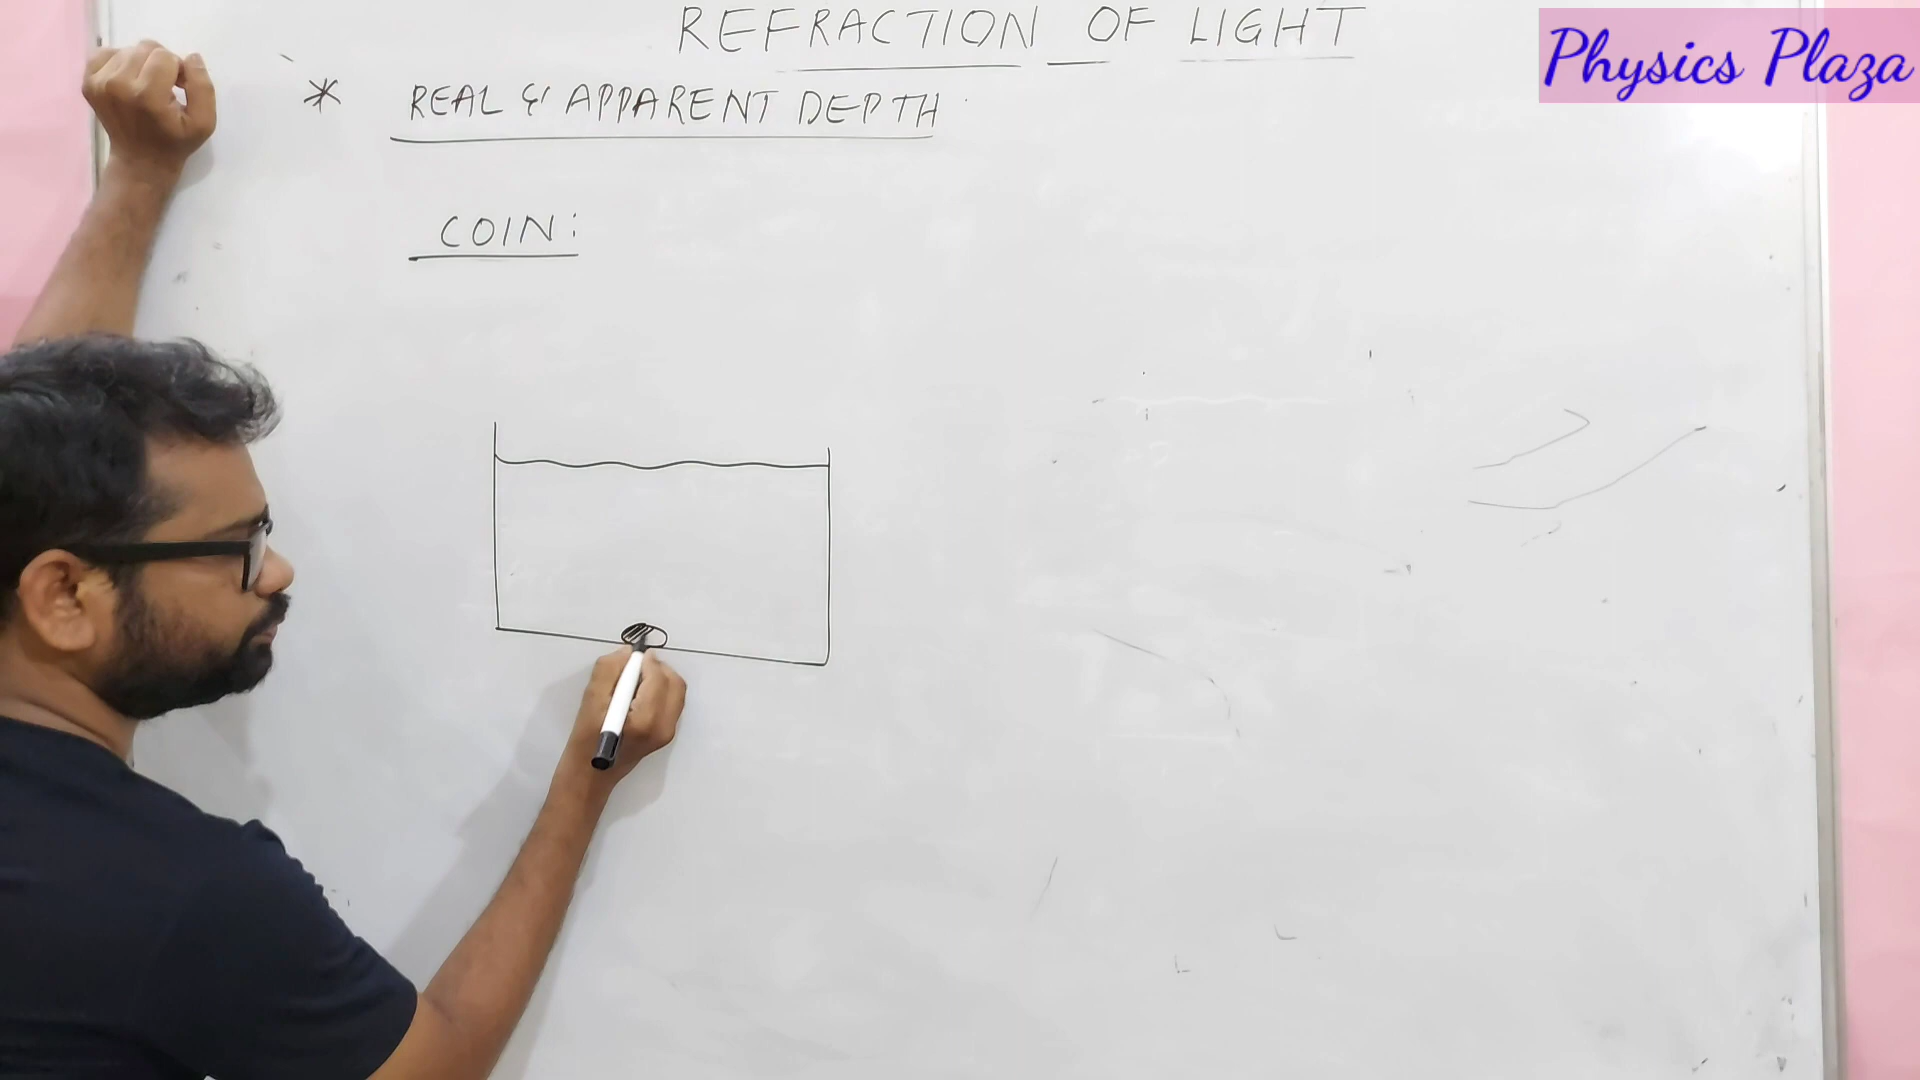 REFRACTION OF LIGHT
Physics Plaza
* REAL & APPARENT DEPTH
COIN: